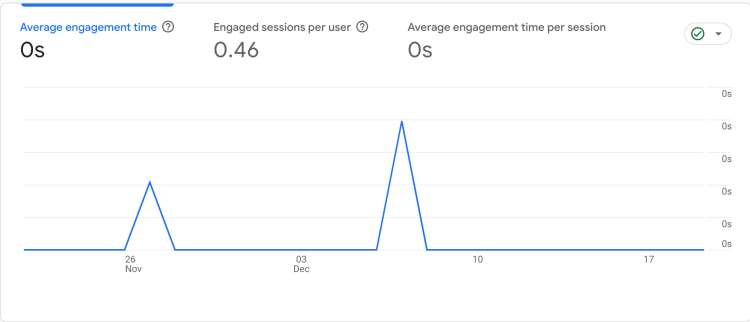 Average engagement time
0s
Engaged sessions per user
0.46
Average engagement time per session
0s
0s
0s
0s
0s
0s
0s
26
Nov
03
Dec
10
17